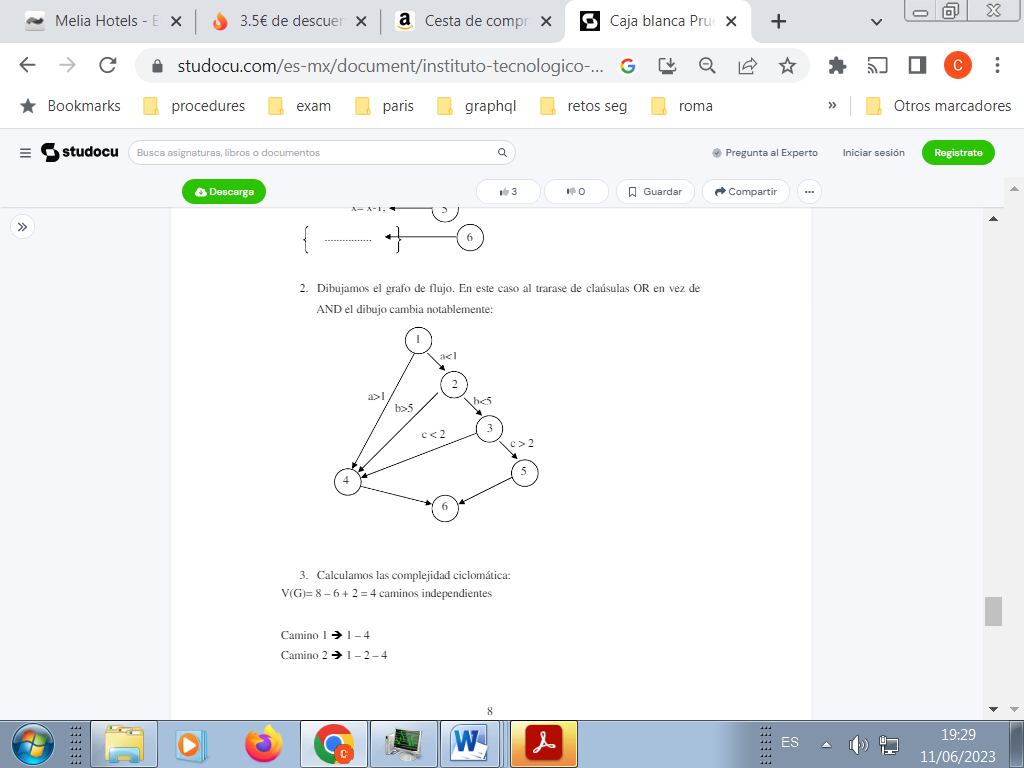 Melia Hotels - E
3.5€ de descuen
Cesta de compr
Caja blanca Prue
studocu.com/es-mx/document/instituto-tecnologico-...
C
Bookmarks
procedures
exam
paris
graphql
retos seg
roma
»
Otros marcadores
studocu
Busca asignaturas, libros o documentos
Pregunta al Experto
Iniciar sesión
Regístrate
Descarga
3
0
Guardar
Compartir
...
x= x-1;
5
{ ................ }
6
2. Dibujamos el grafo de flujo. En este caso al trarase de claúsulas OR en vez de
AND el dibujo cambia notablemente:
1
a<1
2
a>1
b>5
b<5
3
c < 2
c > 2
4
5
6
3. Calculamos las complejidad ciclomática:
V(G)= 8 – 6 + 2 = 4 caminos independientes
Camino 1 ➔ 1 – 4
Camino 2 ➔ 1 – 2 – 4
8
ES
19:29
11/06/2023